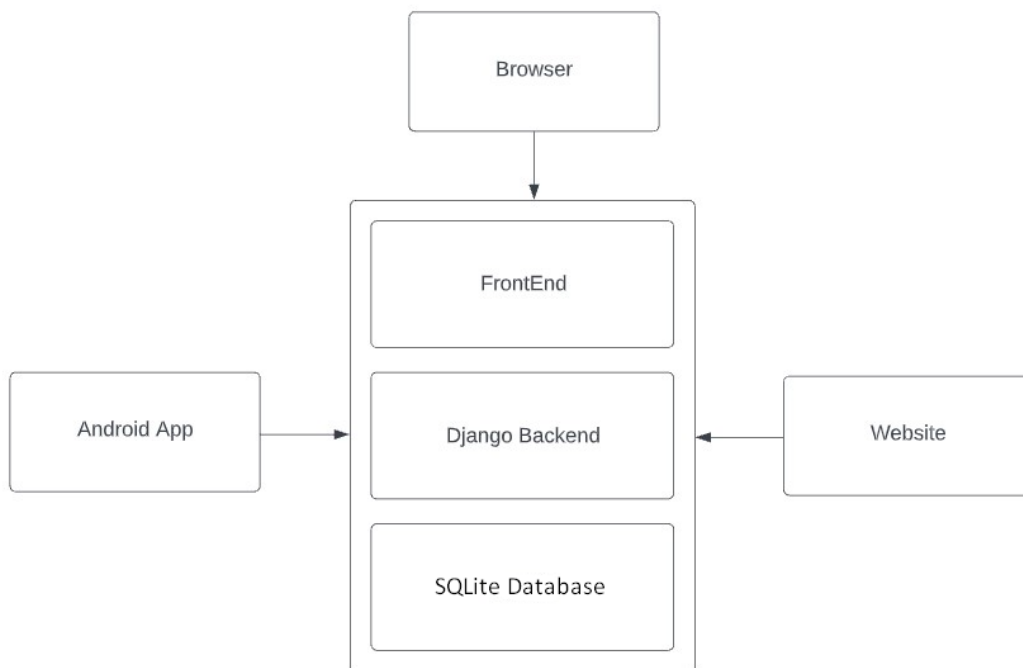 Browser
FrontEnd
Android App
Django Backend
Website
SQLite Database